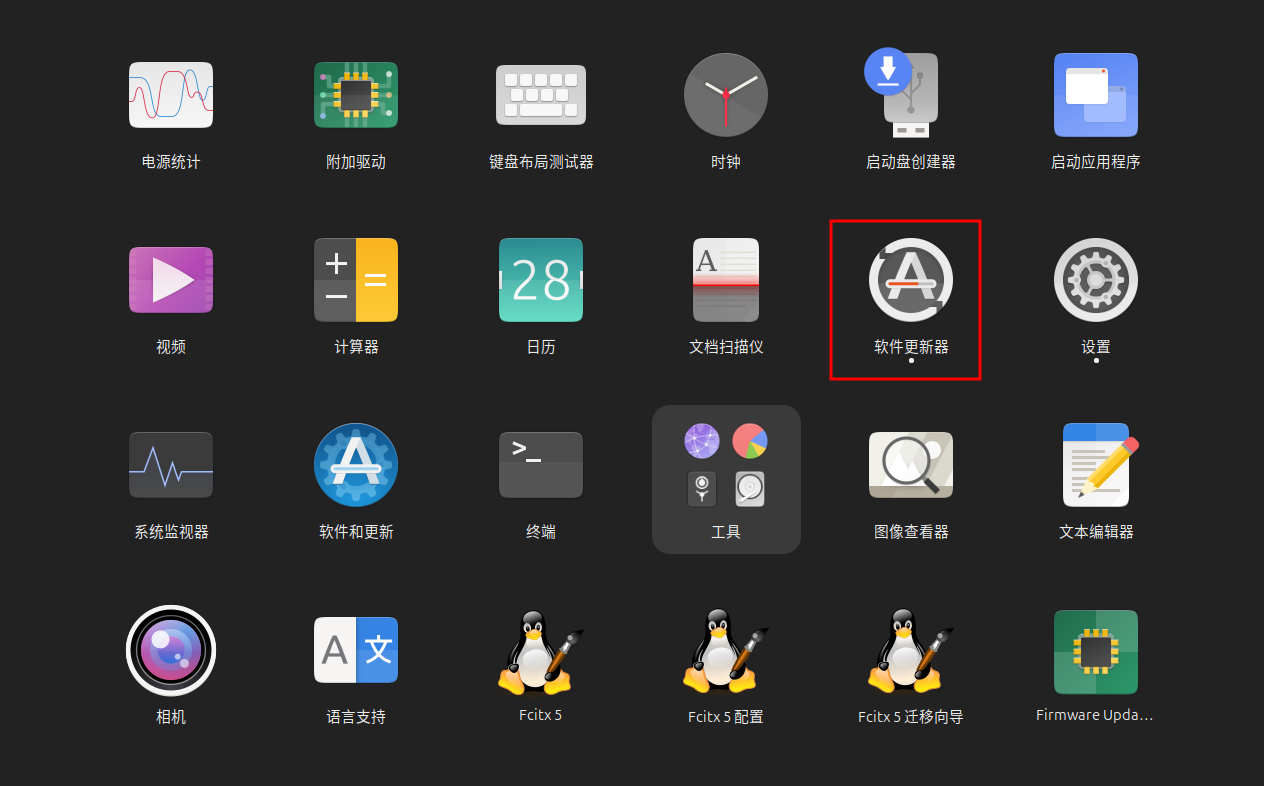 电源统计
附加驱动
键盘布局测试器
时钟
启动盘创建器
启动应用程序
视频
计算器
28
日历
A
文档扫描仪
软件更新器
设置
系统监视器
软件和更新
>_
终端
工具
图像查看器
文本编辑器
相机
A 文
语言支持
Fcitx 5
Fcitx 5 配置
Fcitx 5 迁移向导
Firmware Upda…